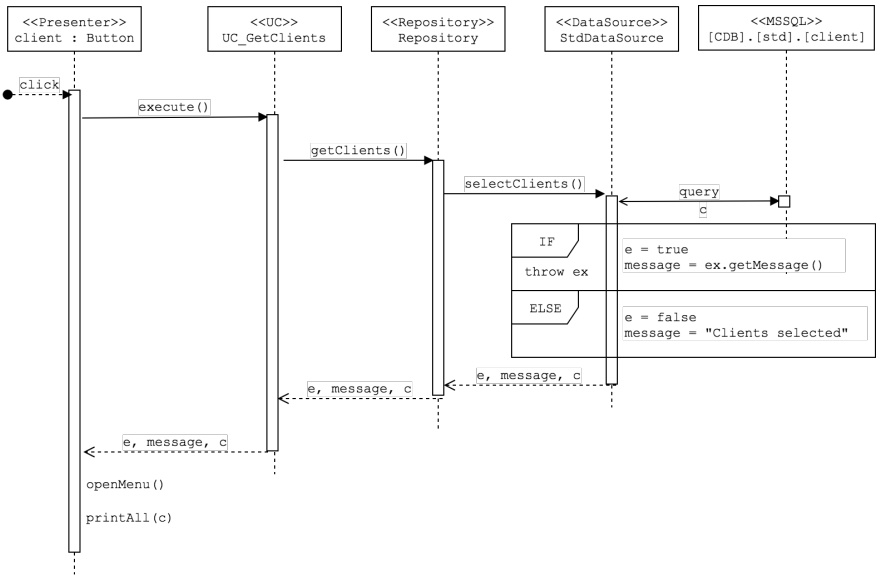 <<Presenter>>
client : Button
<<UC>>
UC_GetClients
<<Repository>>
Repository
<<DataSource>>
StdDataSource
<<MSSQL>>
[CDB].[std].[client]
click
execute()
getClients()
selectClients()
query
c
IF
throw ex
e = true
message = ex.getMessage()
ELSE
e = false
message = "Clients selected"
e, message, c
e, message, c
e, message, c
openMenu()
printAll(c)